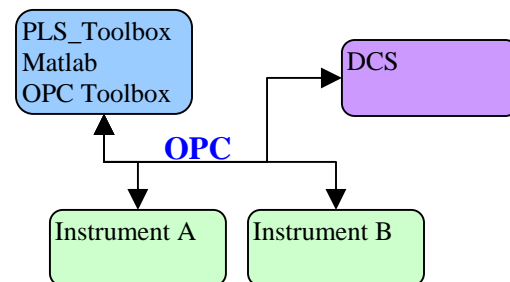 PLS_Toolbox
Matlab
OPC Toolbox
DCS
OPC
Instrument A
Instrument B